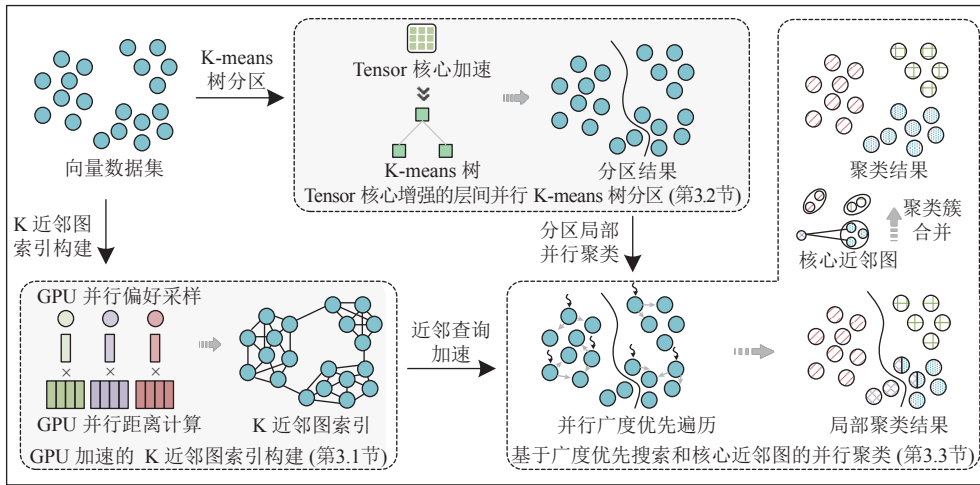 向量数据集
K-means
树分区
Tensor 核心加速
K-means 树
分区结果
Tensor 核心增强的层间并行 K-means 树分区 (第3.2节)
聚类结果
聚类簇
合并
核心近邻图
K 近邻图
索引构建
分区局部
并行聚类
GPU 并行偏好采样
×
×
×
GPU 并行距离计算
K 近邻图索引
GPU 加速的 K 近邻图索引构建 (第3.1节)
近邻查询
加速
并行广度优先遍历
局部聚类结果
基于广度优先搜索和核心近邻图的并行聚类 (第3.3节)